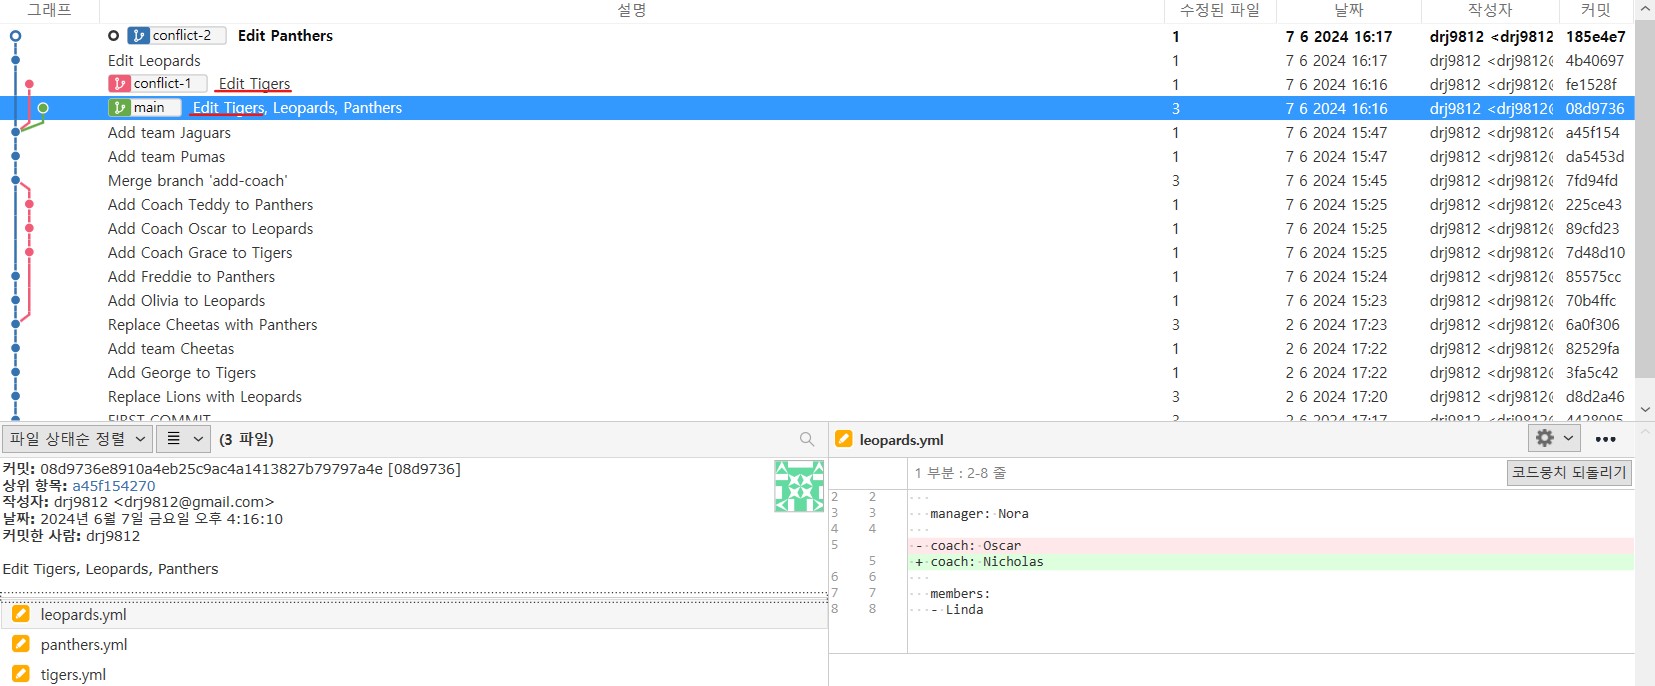 그래프 설명 수정된 파일 날짜 작성자 커밋
conflict-2 Edit Panthers 1 7 6 2024 16:17 drj9812 <drj9812 185e4e7
Edit Leopards 1 7 6 2024 16:17 drj9812 <drj9812( 4b40697
conflict-1 Edit Tigers 1 7 6 2024 16:16 drj9812 <drj9812( fe1528f
main Edit Tigers, Leopards, Panthers 3 7 6 2024 16:16 drj9812 <drj9812( 08d9736
Add team Jaguars 1 7 6 2024 15:47 drj9812 <drj9812( a45f154
Add team Pumas 1 7 6 2024 15:47 drj9812 <drj9812( da5453d
Merge branch 'add-coach' 3 7 6 2024 15:45 drj9812 <drj9812( 7fd94fd
Add Coach Teddy to Panthers 1 7 6 2024 15:25 drj9812 <drj9812( 225ce43
Add Coach Oscar to Leopards 1 7 6 2024 15:25 drj9812 <drj9812( 89cfd23
Add Coach Grace to Tigers 1 7 6 2024 15:25 drj9812 <drj9812( 7d48d10
Add Freddie to Panthers 1 7 6 2024 15:24 drj9812 <drj9812( 85575cc
Add Olivia to Leopards 1 7 6 2024 15:23 drj9812 <drj9812( 70b4ffc
Replace Cheetas with Panthers 3 2 6 2024 17:23 drj9812 <drj9812( 6a0f306
Add team Cheetas 1 2 6 2024 17:22 drj9812 <drj9812( 82529fa
Add George to Tigers 1 2 6 2024 17:22 drj9812 <drj9812( 3fa5c42
Replace Lions with Leopards 3 2 6 2024 17:20 drj9812 <drj9812( d8d2a46
FIRST COMMIT 3 2 6 2024 17:17 drj9812 <drj9812( 4428095
파일 상태순 정렬 (3 파일)
커밋: 08d9736e8910a4eb25c9ac4a1413827b79797a4e [08d9736]
상위 항목: a45f154270
작성자: drj9812 <drj9812@gmail.com>
날짜: 2024년 6월 7일 금요일 오후 4:16:10
커밋한 사람: drj9812
Edit Tigers, Leopards, Panthers
leopards.yml
panthers.yml
tigers.yml
leopards.yml
1 부분 : 2-8 줄 코드뭉치 되돌리기
2 2
3 3 manager: Nora
4 4
5 - coach: Oscar
5 + coach: Nicholas
6 6
7 7 members:
8 8 - Linda